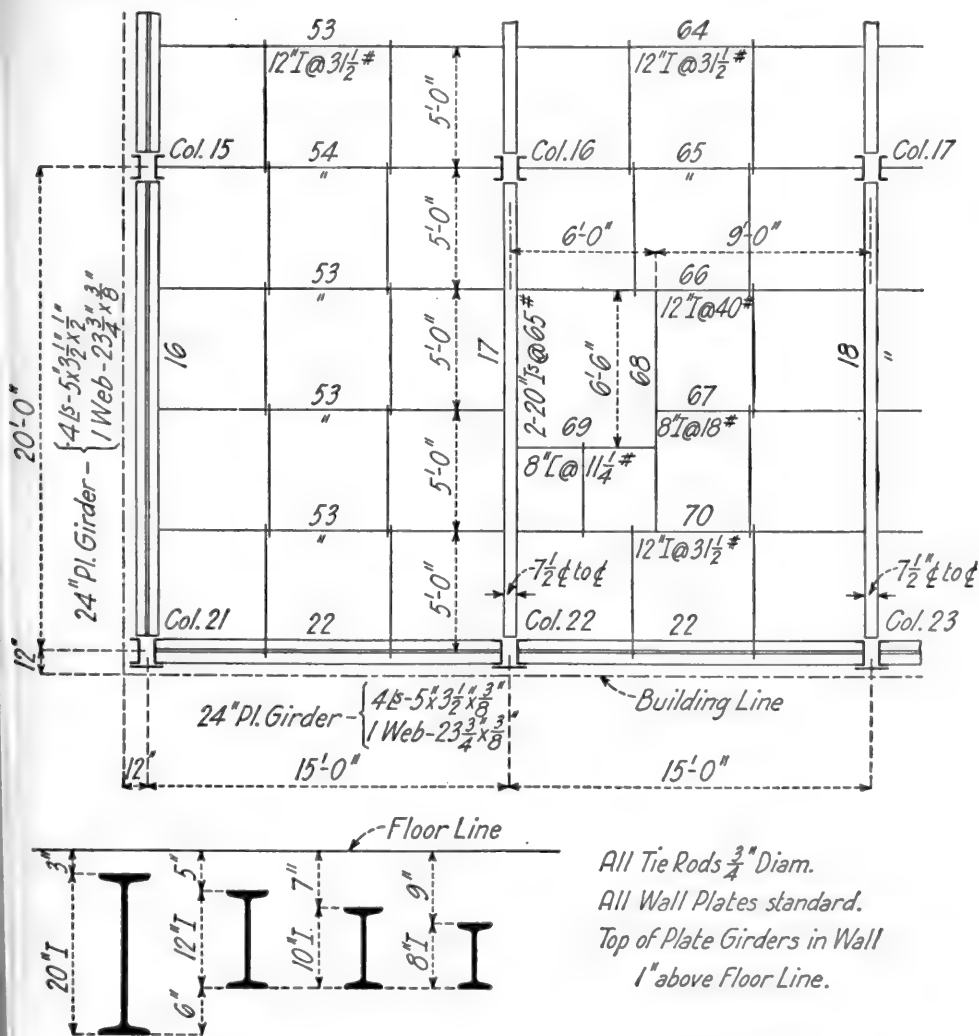 53
64
12"I@31½#
12"I@31½#
5'-0"
Col.15
54
Col.16
65
Col.17
"
"
5'-0"
6'-0"
9'-0"
53
66
"
12"I@40#
20'-0"
24"Pl. Girder - 4 Ls-5"x3½"x½"
1 Web-23¾"x⅜"
16
5'-0"
17
2-20"Is@65#
6'-6"
68
18
"
53
67
"
8"I@18#
69
8"[@ 11¼#
5'-0"
53
70
"
12"I@31½#
5'-0"
7½"¢ to ¢
7½"¢ to ¢
Col.21
22
Col.22
22
Col.23
12"
24"Pl. Girder - 4 Ls-5"x3½"x⅜"
1 Web-23¾"x⅜"
Building Line
12"
15'-0"
15'-0"
Floor Line
3"
5"
7"
9"
20"I
12"I
10"I.
8"I
6"
All Tie Rods ¾" Diam.
All Wall Plates standard.
Top of Plate Girders in Wall
1" above Floor Line.